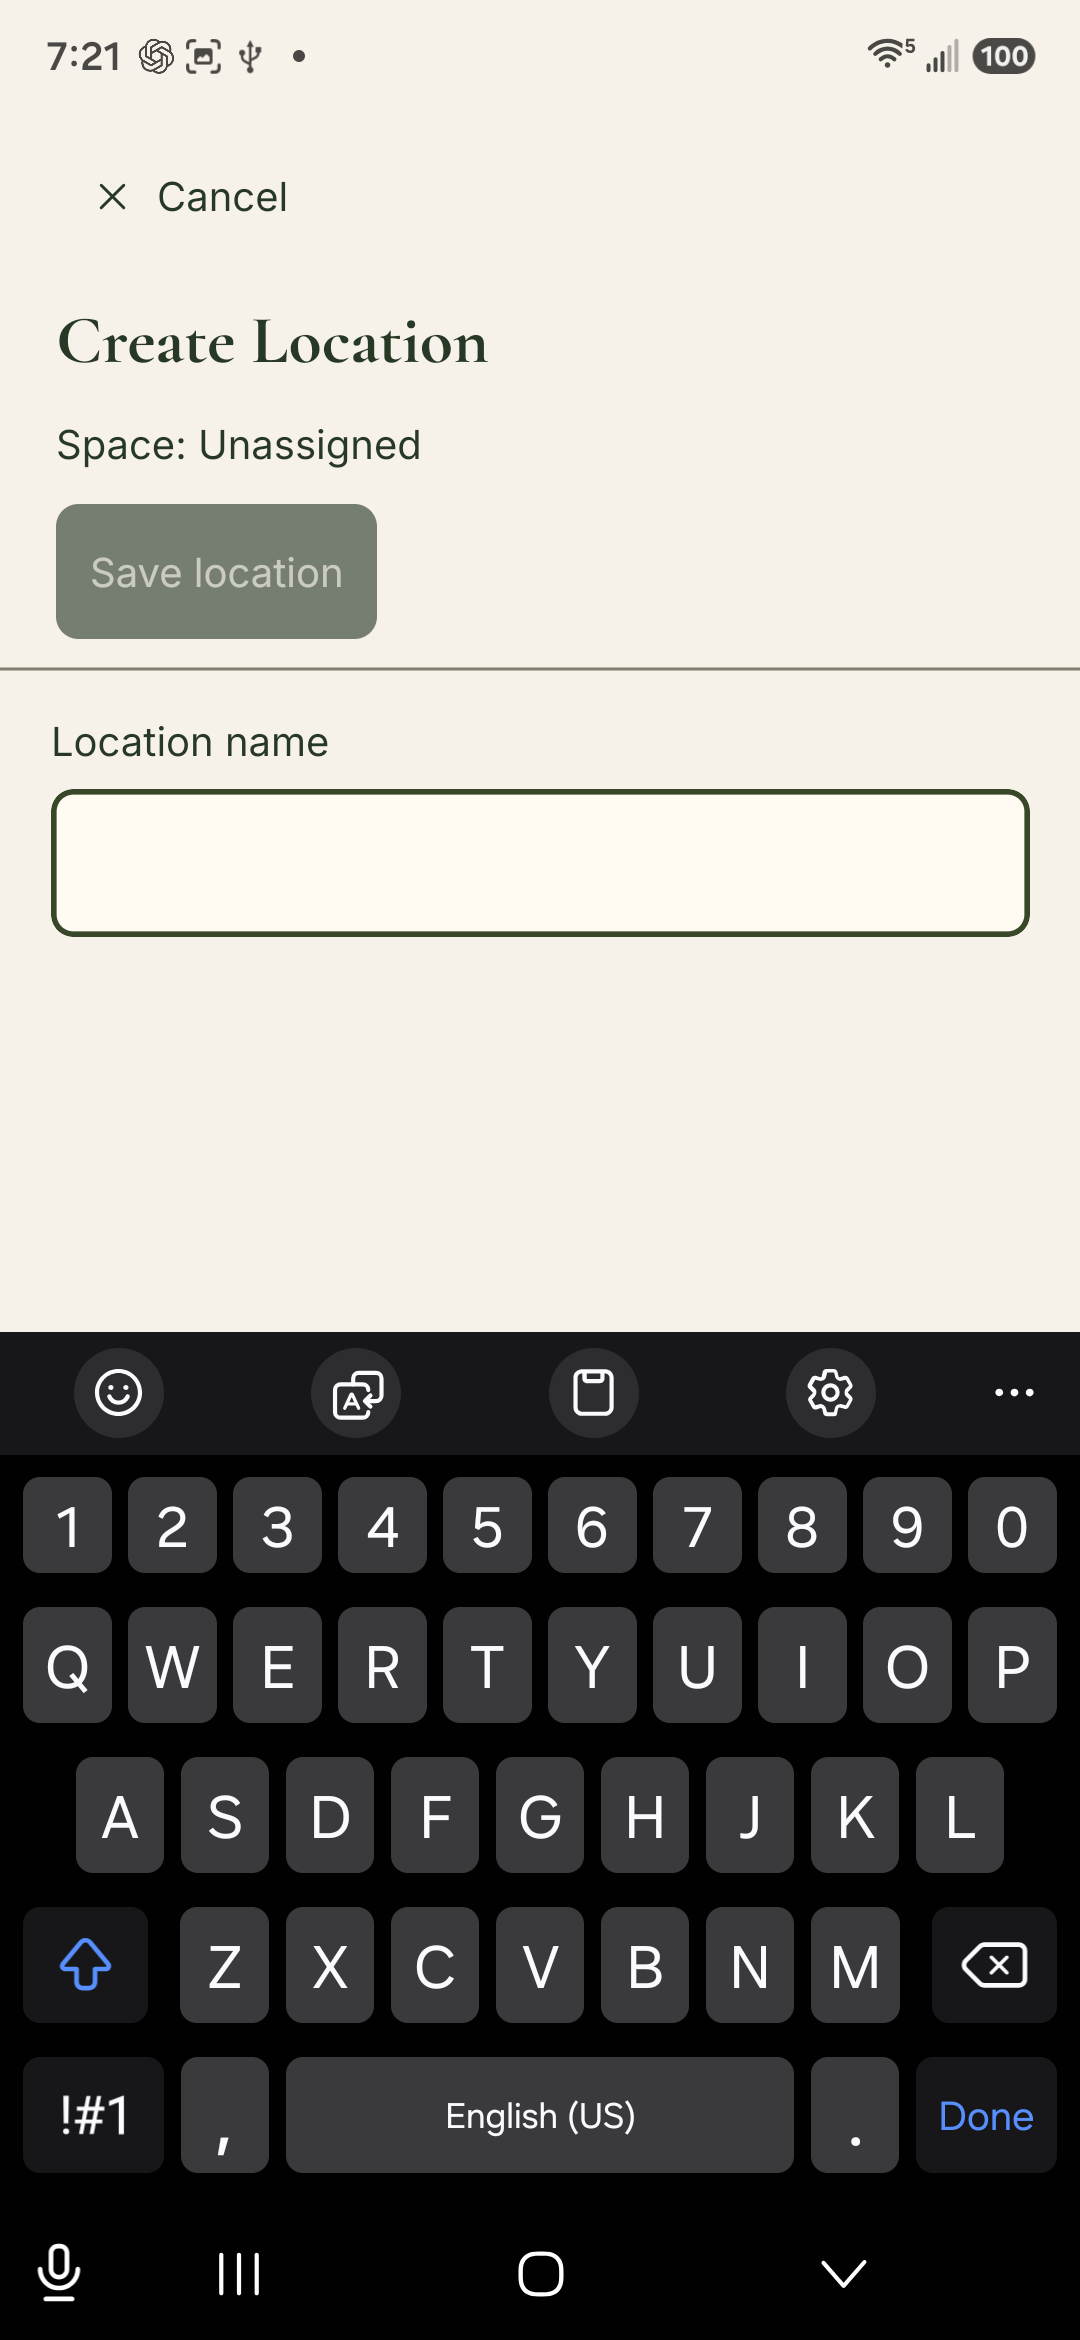 7:21
5
100
Cancel
Create Location
Space: Unassigned
Save location
Location name
A
1 2 3 4 5 6 7 8 9 0
Q W E R T Y U I O P
A S D F G H J K L
Z X C V B N M
!#1 , English (US) . Done